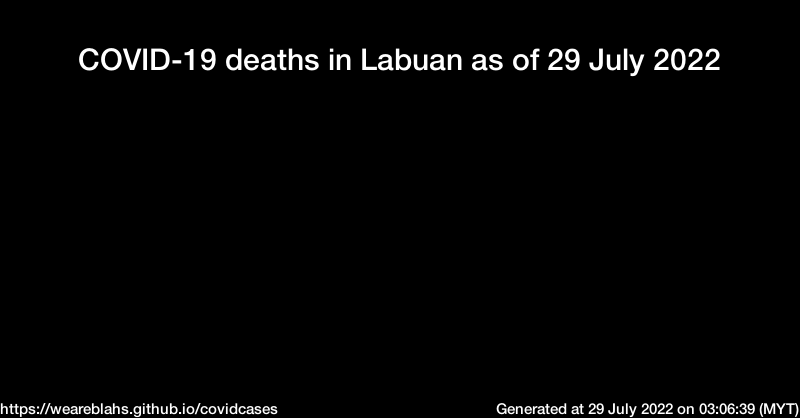 COVID-19 deaths in Labuan as of 29 July 2022
https://weareblahs.github.io/covidcases
Generated at 29 July 2022 on 03:06:39 (MYT)